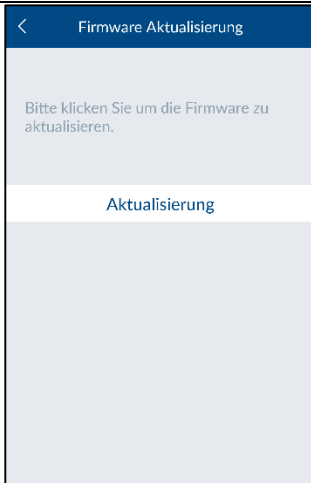 Firmware Aktualisierung
Bitte klicken Sie um die Firmware zu
aktualisieren.
Aktualisierung